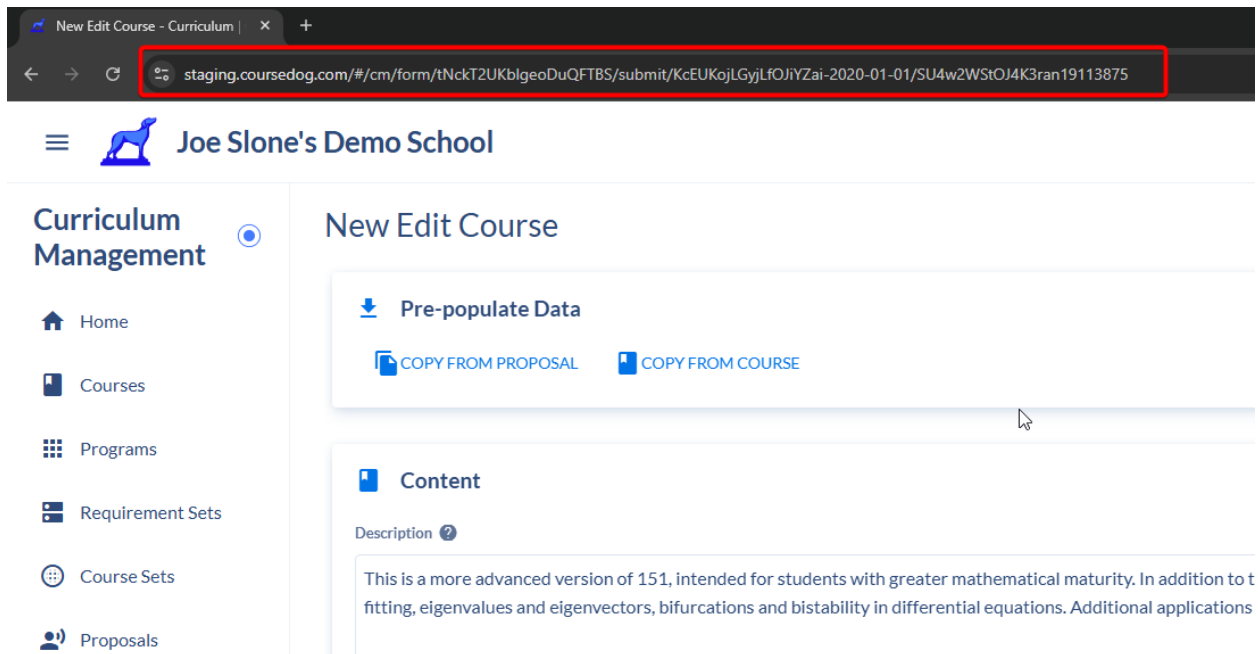 New Edit Course - Curriculum |
staging.coursedog.com/#/cm/form/tNckT2UKbIgeoDuQFTBS/submit/KcEUKojLGyjLfOJiYZai-2020-01-01/SU4w2WStOJ4K3ran19113875
Joe Slone's Demo School
Curriculum
Management
Home
Courses
Programs
Requirement Sets
Course Sets
Proposals
New Edit Course
Pre-populate Data
COPY FROM PROPOSAL COPY FROM COURSE
Content
Description
This is a more advanced version of 151, intended for students with greater mathematical maturity. In addition to t
fitting, eigenvalues and eigenvectors, bifurcations and bistability in differential equations. Additional applications